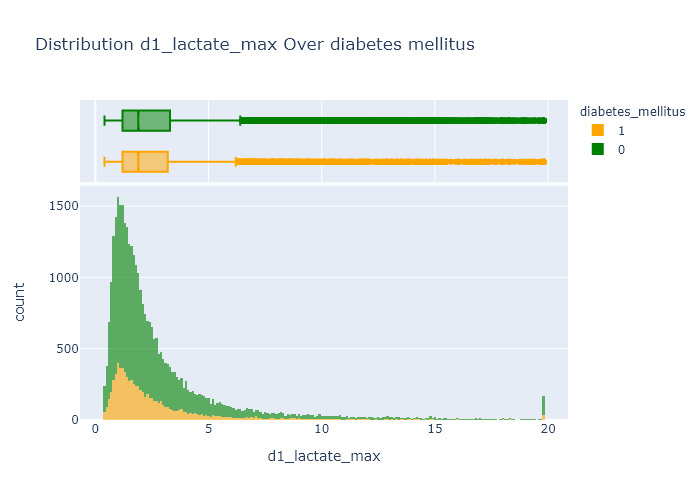 Distribution d1_lactate_max Over diabetes mellitus
diabetes_mellitus
1
0
1500
1000
500
0
count
0 5 10 15 20
d1_lactate_max